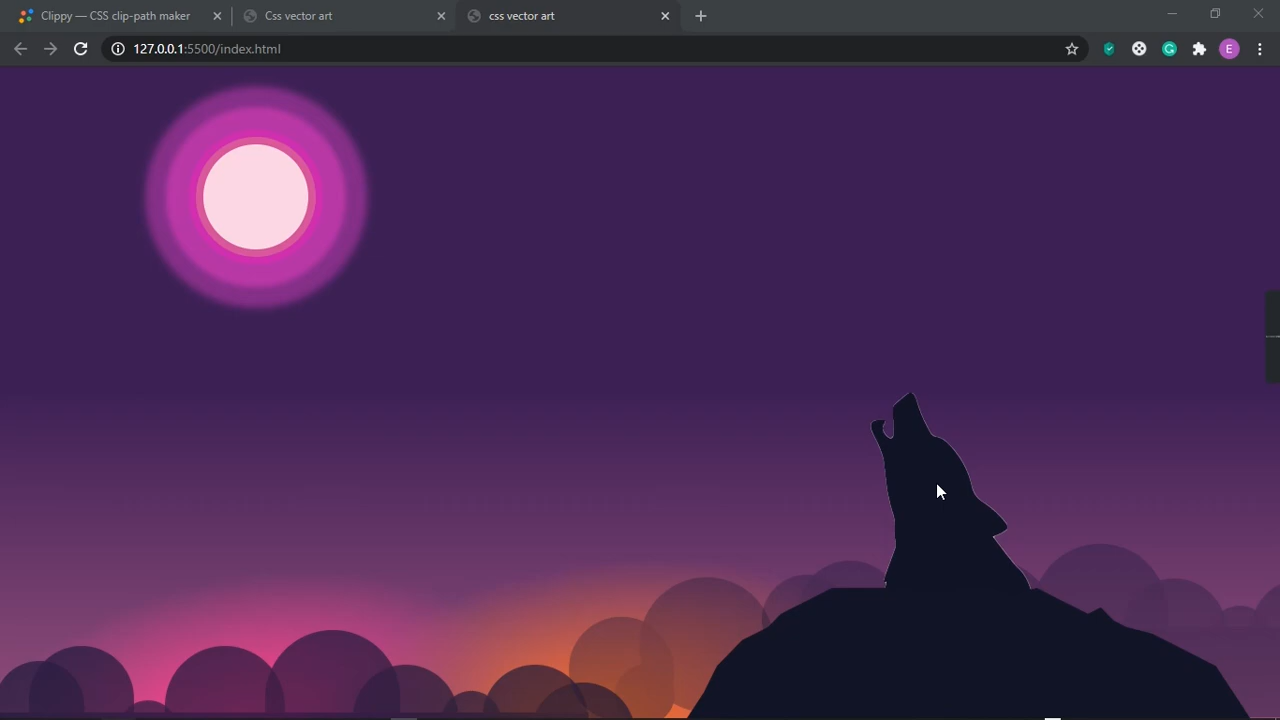 Clippy — CSS clip-path maker
Css vector art
css vector art
127.0.0.1:5500/index.html
E